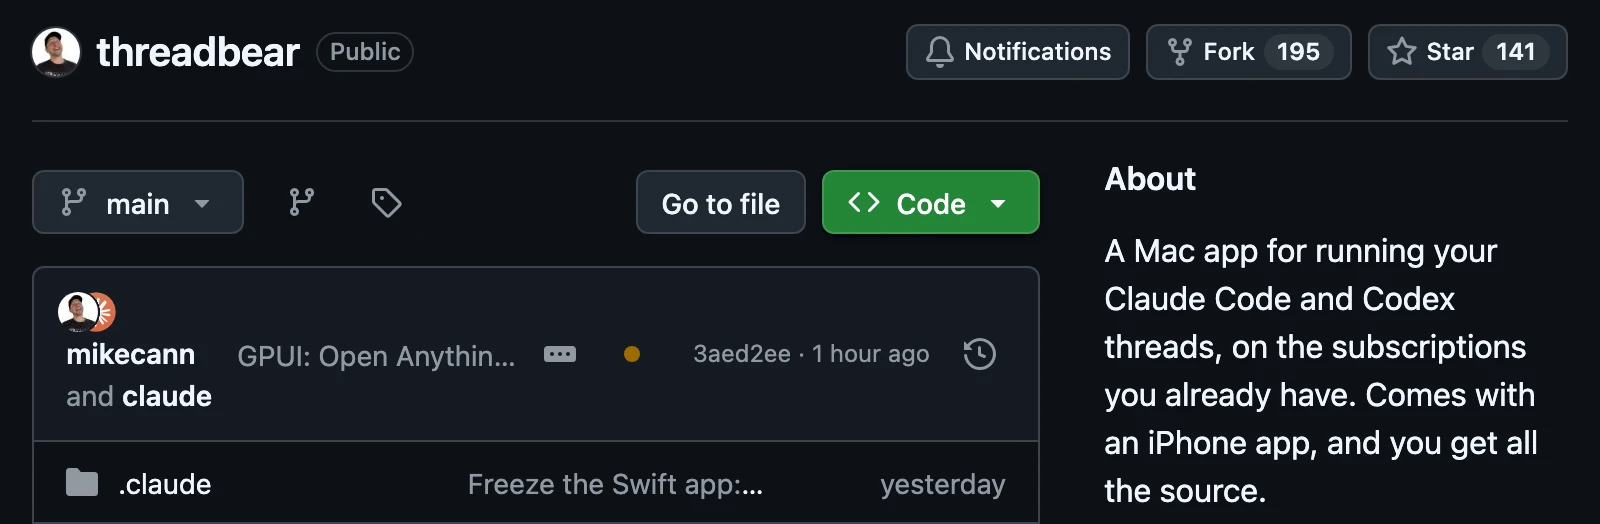 threadbear Public
Notifications Fork 195 Star 141
main Go to file Code
mikecann and claude
GPUI: Open Anythin...
3aed2ee · 1 hour ago
.claude Freeze the Swift app:... yesterday
About
A Mac app for running your
Claude Code and Codex
threads, on the subscriptions
you already have. Comes with
an iPhone app, and you get all
the source.